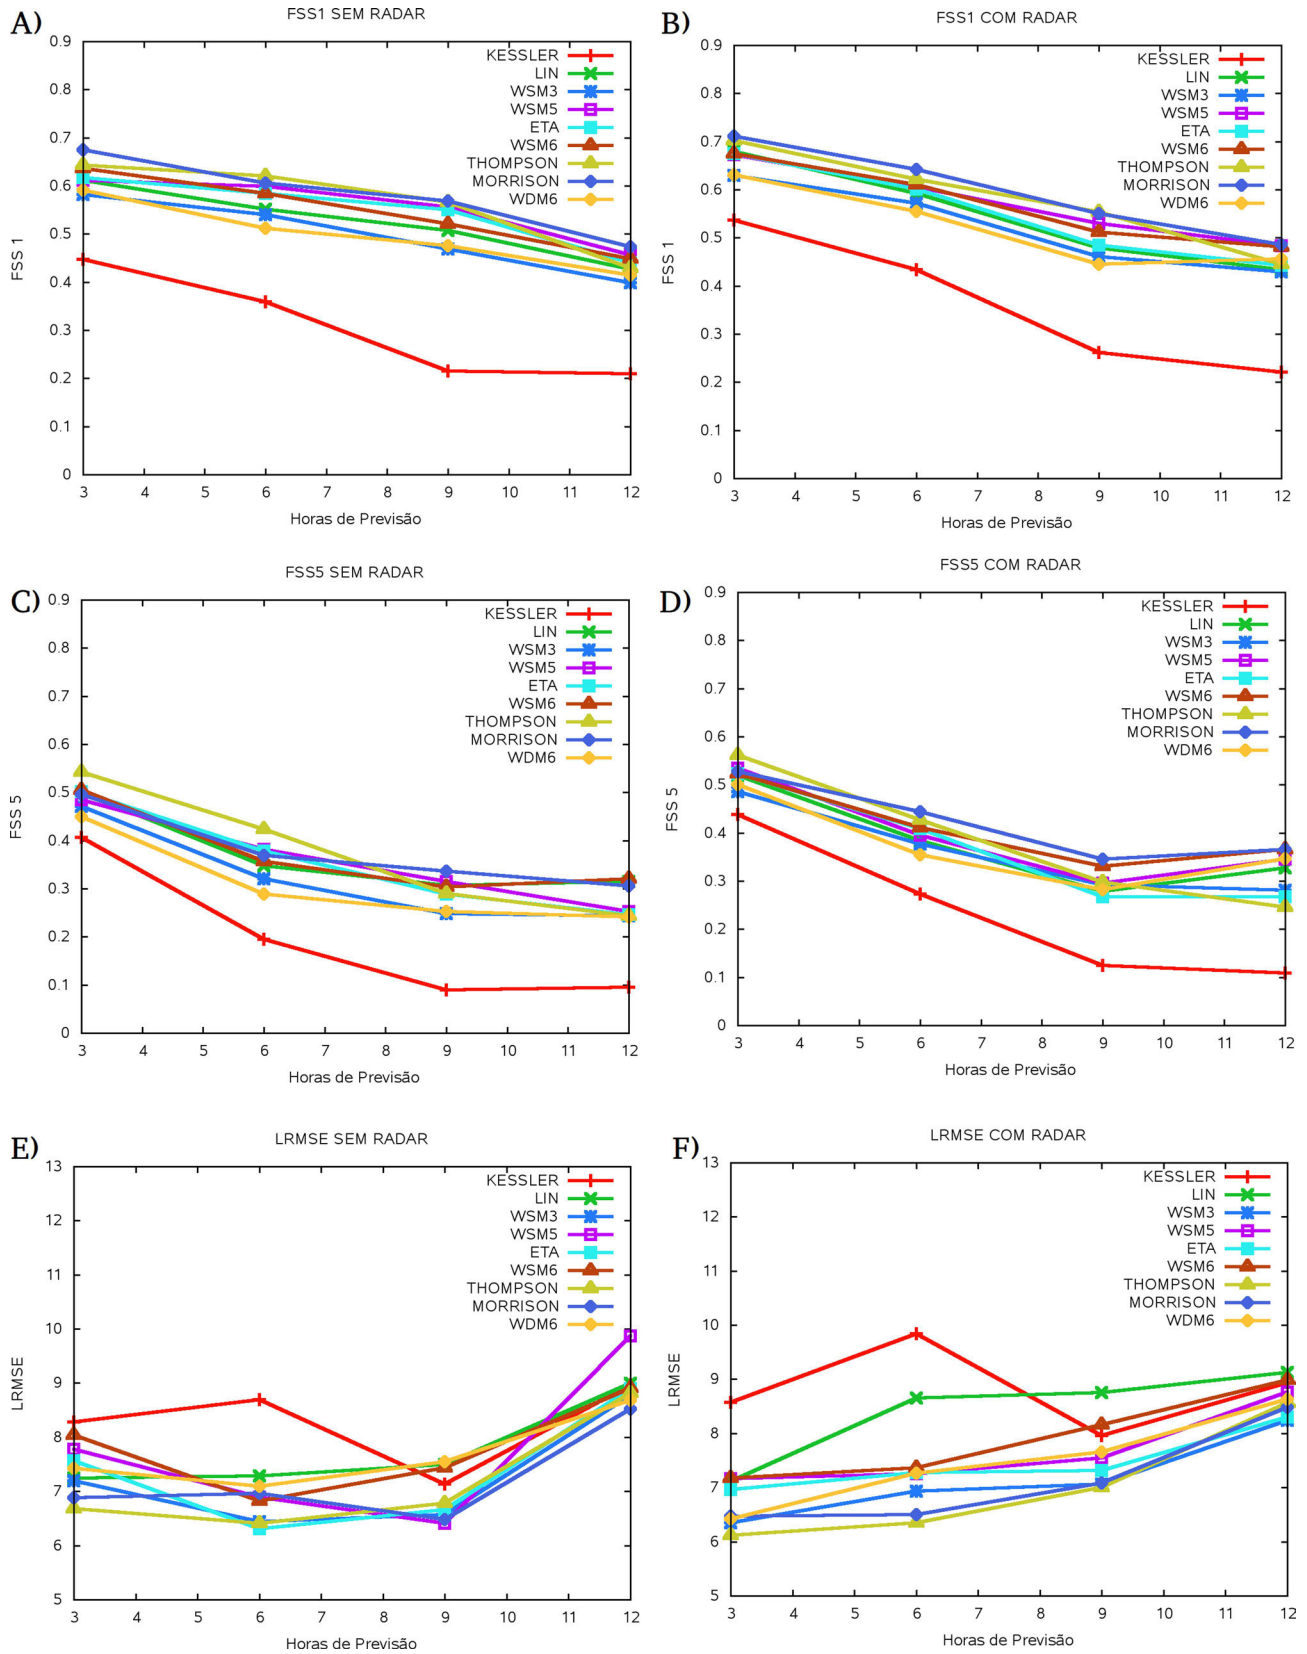 A)
FSS1 SEM RADAR
0.9
0.8
0.7
0.6
0.5
0.4
0.3
0.2
0.1
0
FSS 1
KESSLER
LIN
WSM3
WSM5
ETA
WSM6
THOMPSON
MORRISON
WDM6
3 4 5 6 7 8 9 10 11 12
Horas de Previsão
B)
FSS1 COM RADAR
0.9
0.8
0.7
0.6
0.5
0.4
0.3
0.2
0.1
0
FSS 1
KESSLER
LIN
WSM3
WSM5
ETA
WSM6
THOMPSON
MORRISON
WDM6
3 4 5 6 7 8 9 10 11 12
Horas de Previsão
C)
FSS5 SEM RADAR
0.9
0.8
0.7
0.6
0.5
0.4
0.3
0.2
0.1
0
FSS 5
KESSLER
LIN
WSM3
WSM5
ETA
WSM6
THOMPSON
MORRISON
WDM6
3 4 5 6 7 8 9 10 11 12
Horas de Previsão
D)
FSS5 COM RADAR
0.9
0.8
0.7
0.6
0.5
0.4
0.3
0.2
0.1
0
FSS 5
KESSLER
LIN
WSM3
WSM5
ETA
WSM6
THOMPSON
MORRISON
WDM6
3 4 5 6 7 8 9 10 11 12
Horas de Previsão
E)
LRMSE SEM RADAR
13
12
11
10
9
8
7
6
5
LRMSE
KESSLER
LIN
WSM3
WSM5
ETA
WSM6
THOMPSON
MORRISON
WDM6
3 4 5 6 7 8 9 10 11 12
Horas de Previsão
F)
LRMSE COM RADAR
13
12
11
10
9
8
7
6
5
LRMSE
KESSLER
LIN
WSM3
WSM5
ETA
WSM6
THOMPSON
MORRISON
WDM6
3 4 5 6 7 8 9 10 11 12
Horas de Previsão